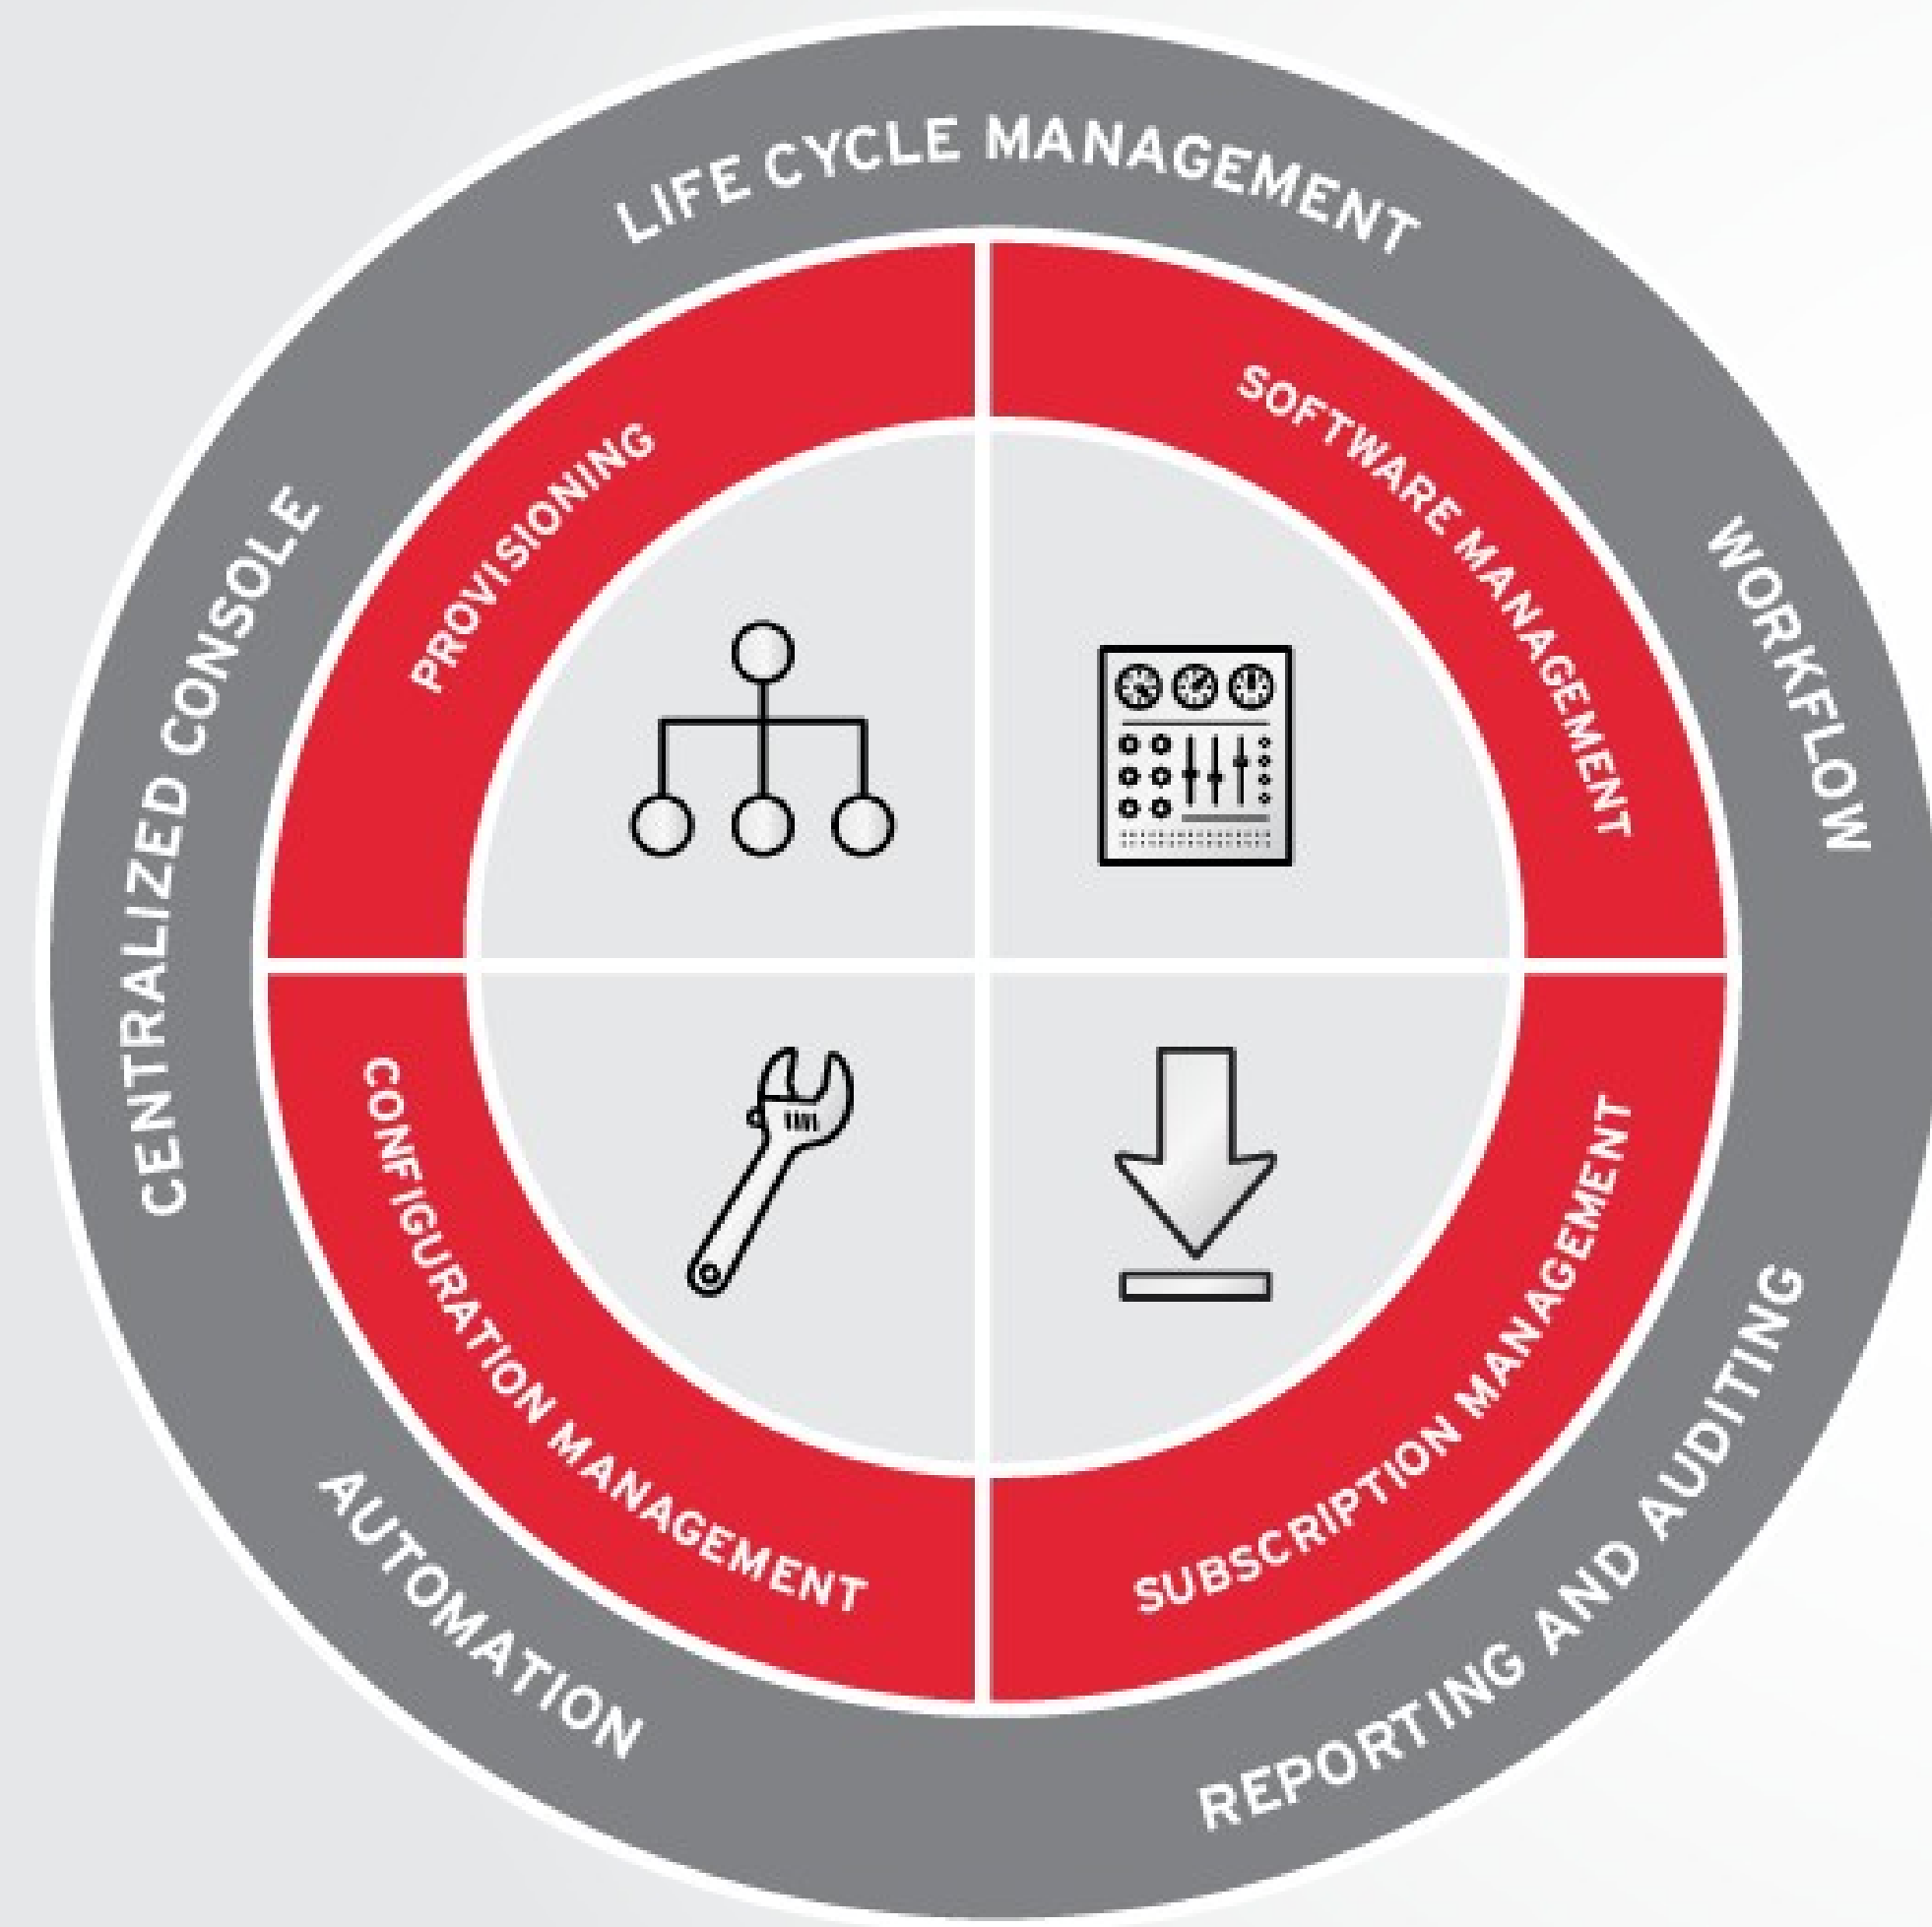 LIFE CYCLE MANAGEMENT
WORKFLOW
REPORTING AND AUDITING
AUTOMATION
CENTRALIZED CONSOLE
PROVISIONING
SOFTWARE MANAGEMENT
SUBSCRIPTION MANAGEMENT
CONFIGURATION MANAGEMENT